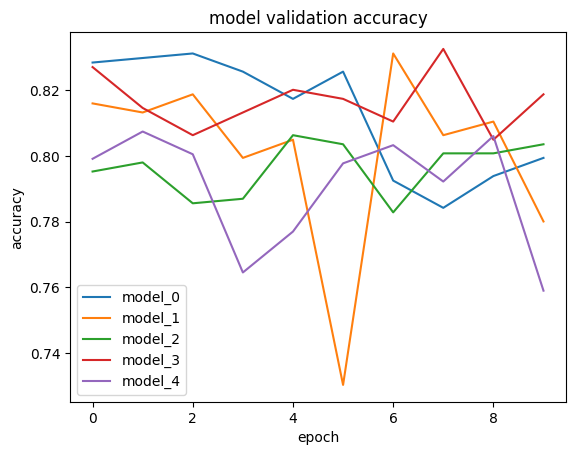 model validation accuracy
accuracy
0.82
0.80
0.78
0.76
0.74
model_0
model_1
model_2
model_3
model_4
0 2 4 6 8
epoch